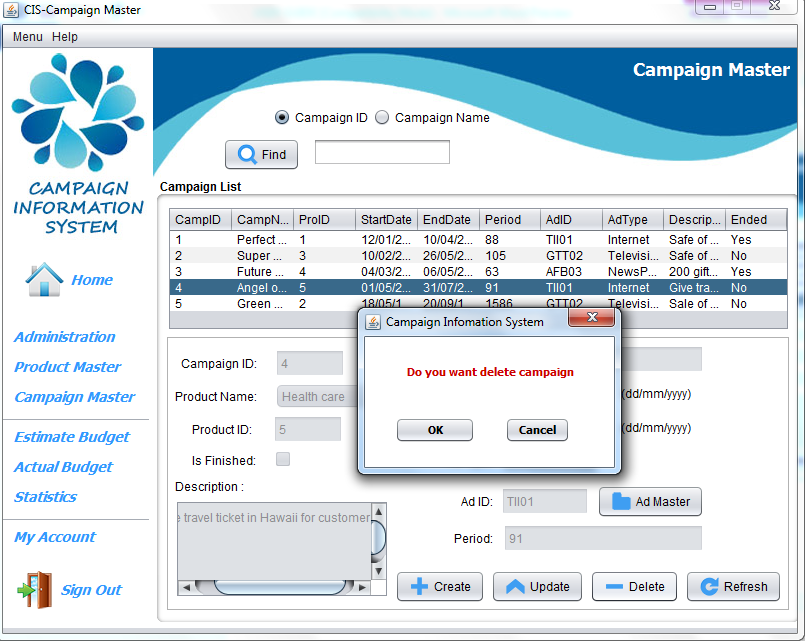 CIS-Campaign Master
Menu Help
Campaign Master
Campaign ID Campaign Name
Find
CAMPAIGN
INFORMATION
SYSTEM
Campaign List
CampID CampN... ProID StartDate EndDate Period AdID AdType Descrip... Ended
1 Perfect ... 1 12/01/2... 10/04/2... 88 TII01 Internet Safe of ... Yes
2 Super ... 3 10/02/2... 26/05/2... 105 GTT02 Televisi... Safe of ... No
3 Future ... 4 04/03/2... 06/05/2... 63 AFB03 NewsP... 200 gift... Yes
4 Angel o... 5 01/05/2... 31/07/2... 91 TII01 Internet Give tra... No
5 Green ... 2 18/05/1 20/09/1 1586 GTT02 Televisi... Sale of ... No
Home
Administration
Product Master
Campaign Master
Estimate Budget
Actual Budget
Statistics
My Account
Sign Out
Campaign Infomation System
Do you want delete campaign
OK Cancel
Campaign ID: 4
Product Name: Health care
(dd/mm/yyyy)
Product ID: 5
(dd/mm/yyyy)
Is Finished:
Description :
e travel ticket in Hawaii for customer
Ad ID: TII01 Ad Master
Period: 91
Create Update Delete Refresh